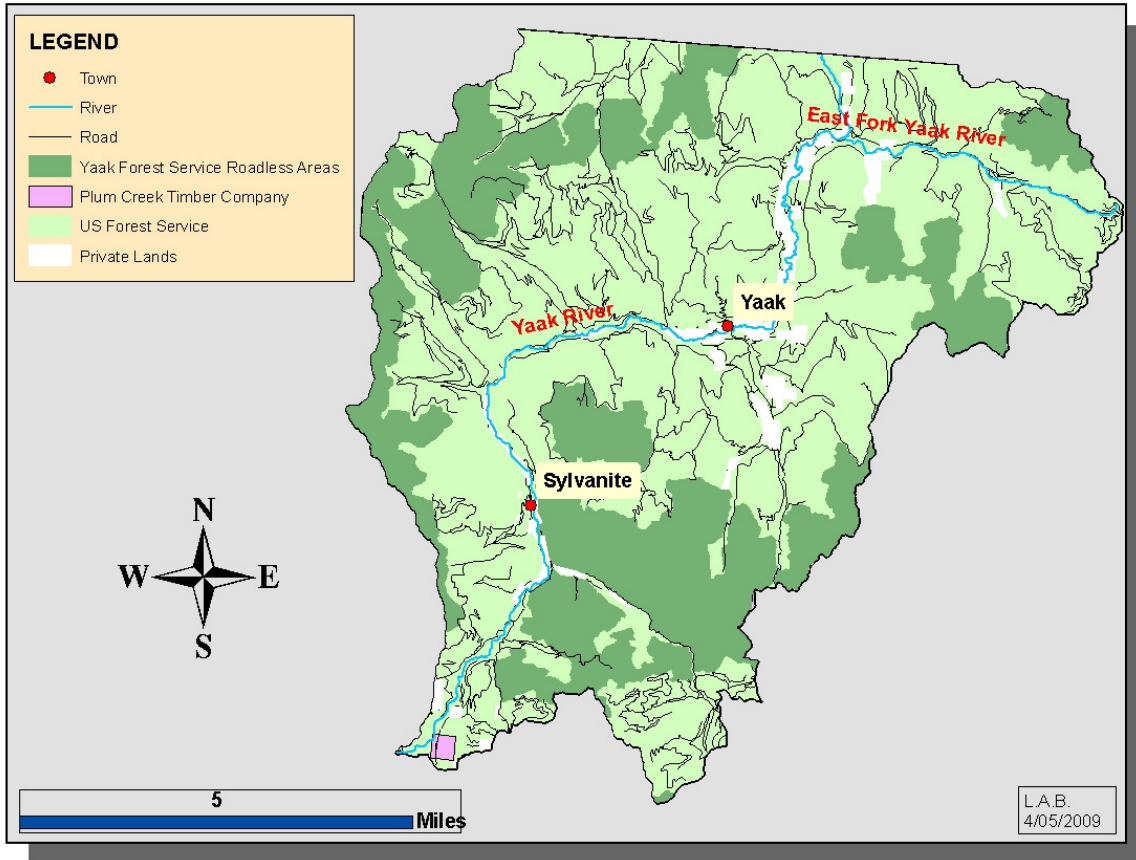 LEGEND
Town
River
Road
Yaak Forest Service Roadless Areas
Plum Creek Timber Company
US Forest Service
Private Lands
East Fork Yaak River
Yaak
Yaak River
Sylvanite
N
W
E
S
5
Miles
L.A.B.
4/05/2009